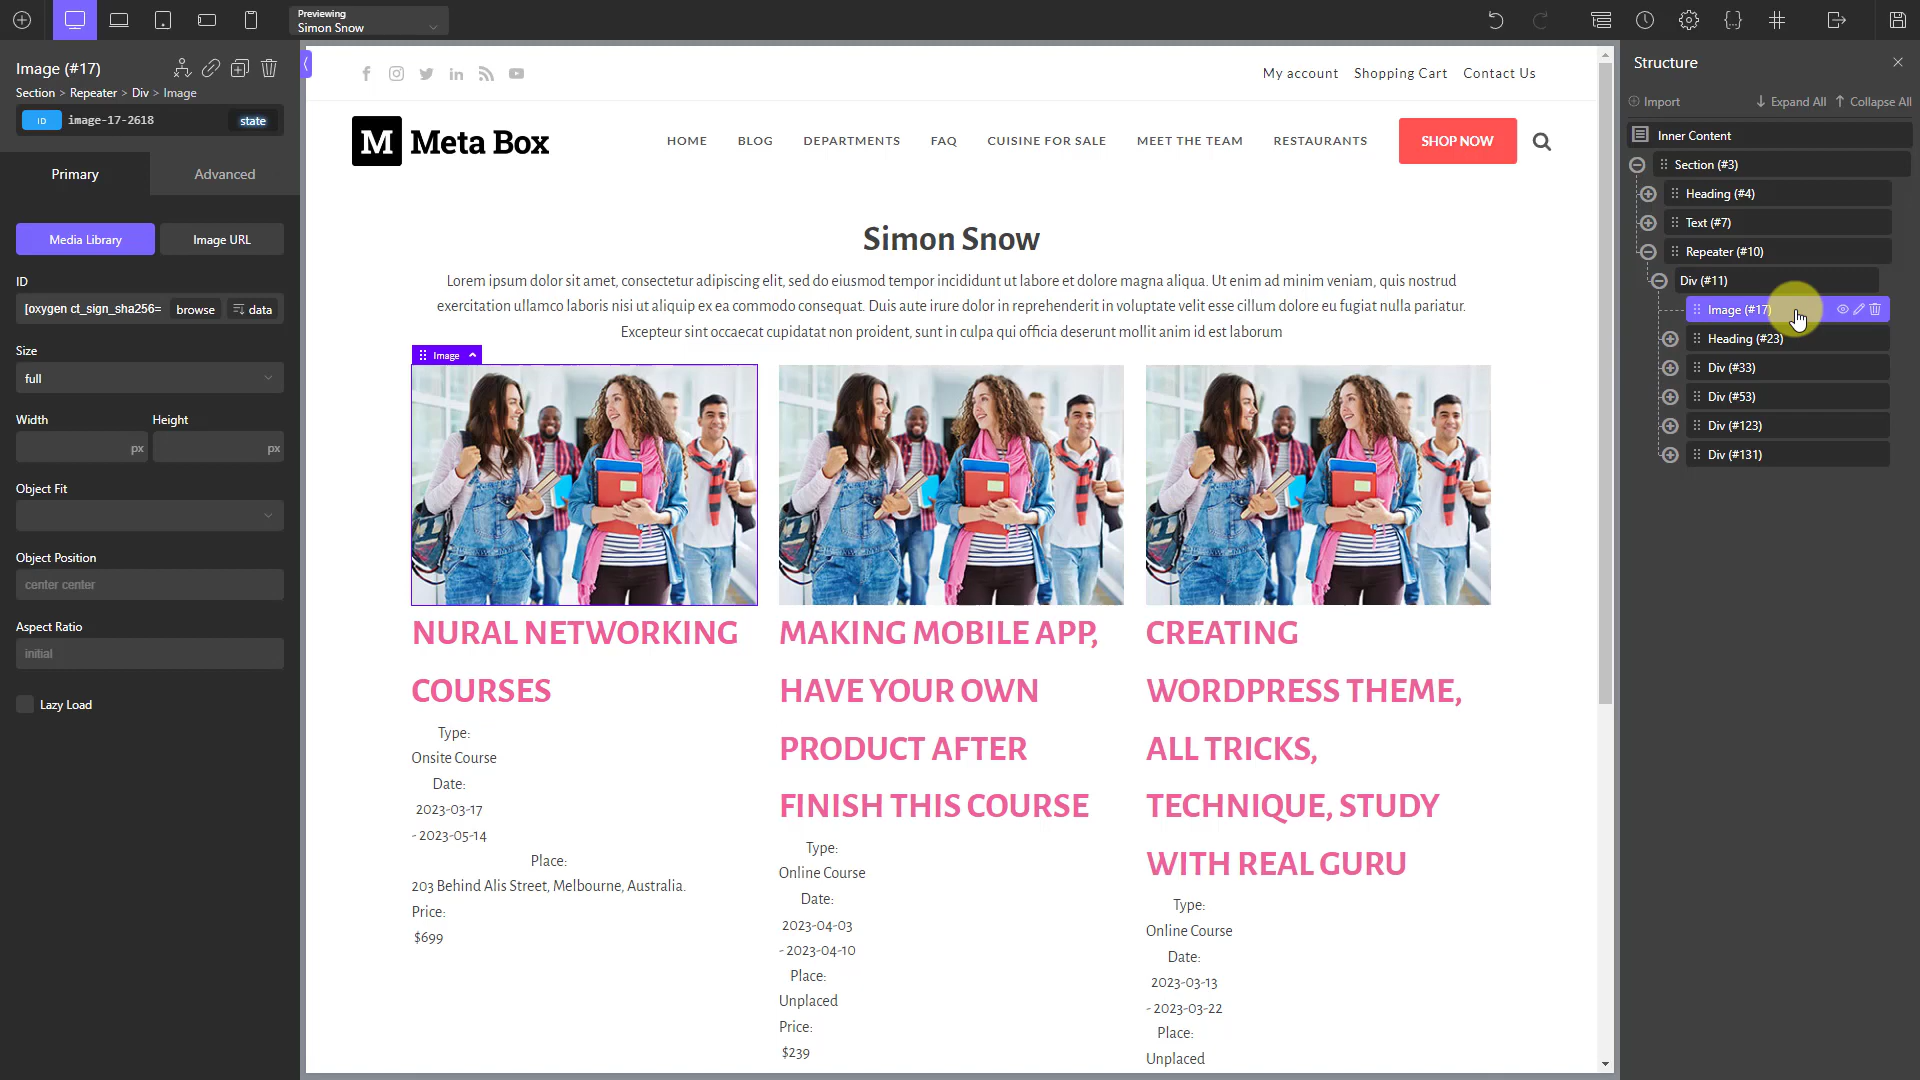 Previewing
Simon Snow
Image (#17)
Section > Repeater > Div > Image
ID image-17-2618 state
Primary Advanced
Media Library Image URL
ID
[oxygen ct_sign_sha256= browse data
Size
full
Width Height
px px
Object Fit
Object Position
center center
Aspect Ratio
initial
Lazy Load
My account Shopping Cart Contact Us
M Meta Box
HOME BLOG DEPARTMENTS FAQ CUISINE FOR SALE MEET THE TEAM RESTAURANTS SHOP NOW
Simon Snow
Lorem ipsum dolor sit amet, consectetur adipiscing elit, sed do eiusmod tempor incididunt ut labore et dolore magna aliqua. Ut enim ad minim veniam, quis nostrud
exercitation ullamco laboris nisi ut aliquip ex ea commodo consequat. Duis aute irure dolor in reprehenderit in voluptate velit esse cillum dolore eu fugiat nulla pariatur.
Excepteur sint occaecat cupidatat non proident, sunt in culpa qui officia deserunt mollit anim id est laborum
Image
NURAL NETWORKING
COURSES
Type:
Onsite Course
Date:
2023-03-17
- 2023-05-14
Place:
203 Behind Alis Street, Melbourne, Australia.
Price:
$699
MAKING MOBILE APP,
HAVE YOUR OWN
PRODUCT AFTER
FINISH THIS COURSE
Type:
Online Course
Date:
2023-04-03
- 2023-04-10
Place:
Unplaced
Price:
$239
CREATING
WORDPRESS THEME,
ALL TRICKS,
TECHNIQUE, STUDY
WITH REAL GURU
Type:
Online Course
Date:
2023-03-13
- 2023-03-22
Place:
Unplaced
Structure
Import Expand All Collapse All
Inner Content
Section (#3)
Heading (#4)
Text (#7)
Repeater (#10)
Div (#11)
Image (#17)
Heading (#23)
Div (#33)
Div (#53)
Div (#123)
Div (#131)